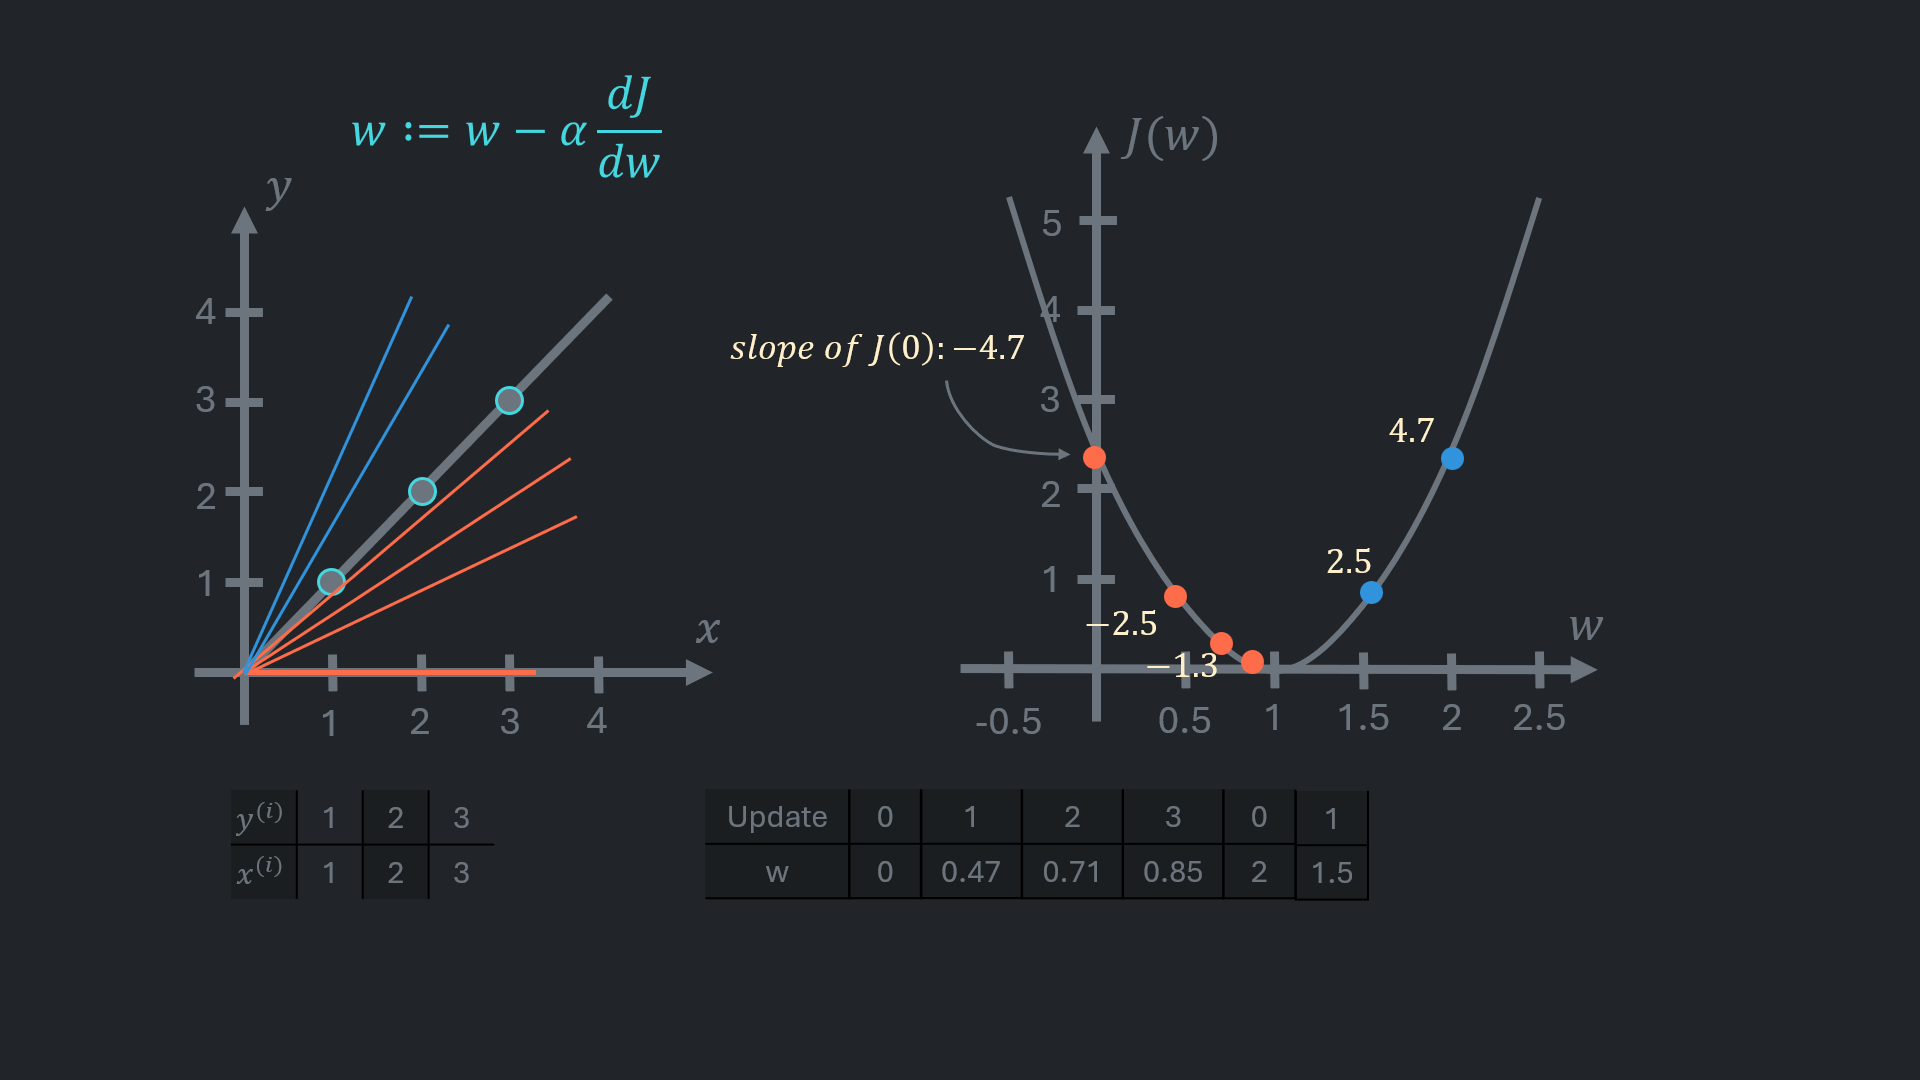 w := w − α dJ/dw
y
4
3
2
1
x
1 2 3 4
J(w)
5
4
slope of J(0): −4.7
3
4.7
2
2.5
1
−2.5
w
−1.3
-0.5 0.5 1 1.5 2 2.5
y(i) 1 2 3
x(i) 1 2 3
Update 0 1 2 3 0 1
w 0 0.47 0.71 0.85 2 1.5